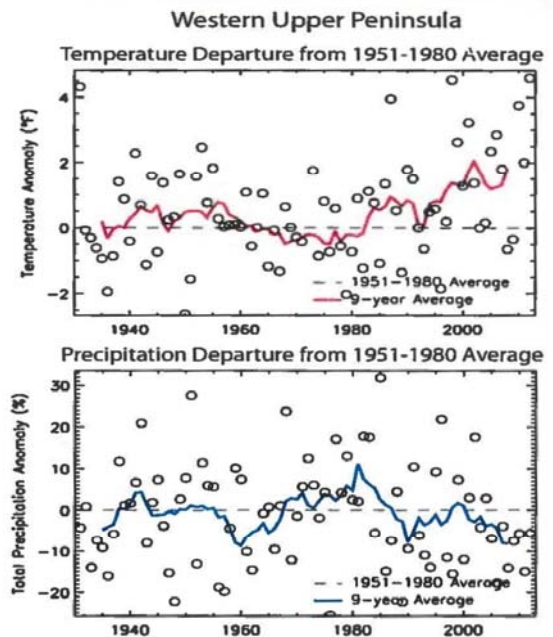 Western Upper Peninsula
Temperature Departure from 1951-1980 Average
Temperature Anomaly (°F)
4
2
0
-2
1951-1980 Average
9-year Average
1940 1960 1980 2000
Precipitation Departure from 1951-1980 Average
Total Precipitation Anomaly (%)
30
20
10
0
-10
-20
1951-1980 Average
9-year Average
1940 1960 1980 2000